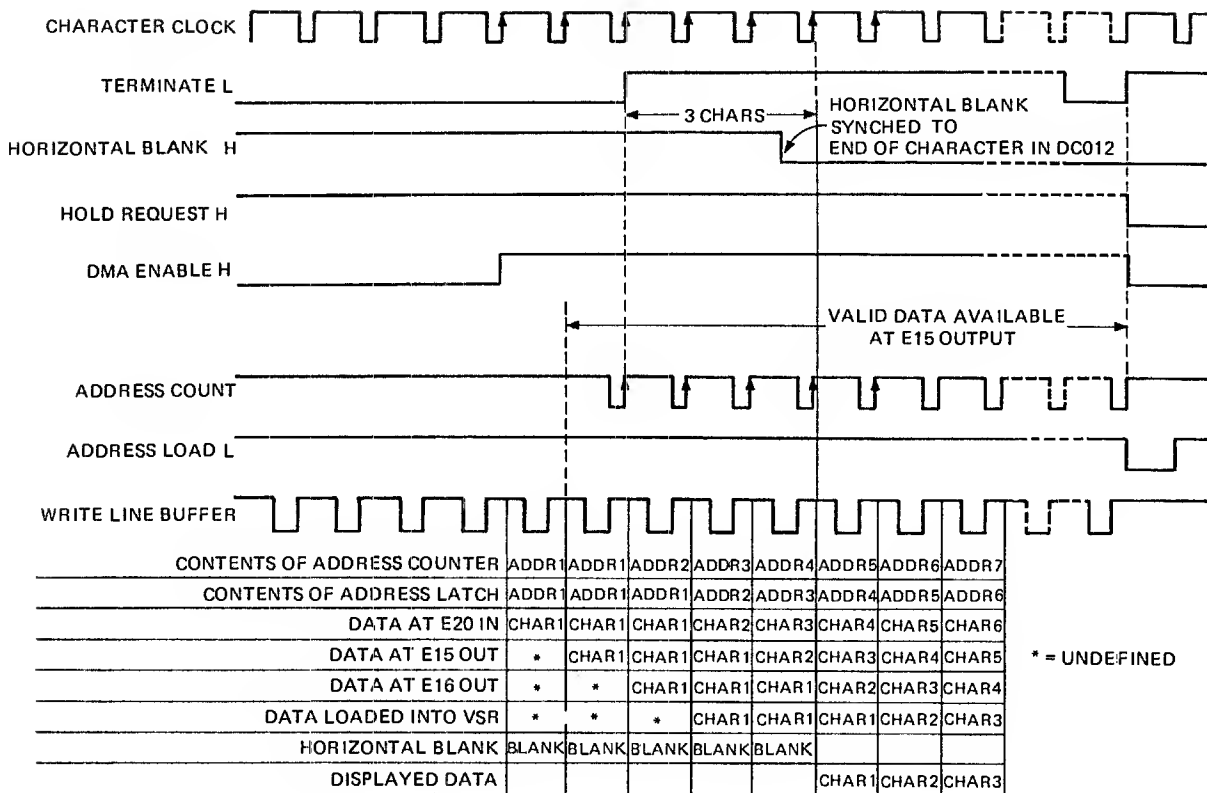 CHARACTER CLOCK
TERMINATE L
3 CHARS
HORIZONTAL BLANK
SYNCHED TO
END OF CHARACTER IN DC012
HORIZONTAL BLANK H
HOLD REQUEST H
DMA ENABLE H
VALID DATA AVAILABLE
AT E15 OUTPUT
ADDRESS COUNT
ADDRESS LOAD L
WRITE LINE BUFFER
CONTENTS OF ADDRESS COUNTER ADDR1 ADDR1 ADDR2 ADDR3 ADDR4 ADDR5 ADDR6 ADDR7
CONTENTS OF ADDRESS LATCH ADDR1 ADDR1 ADDR1 ADDR2 ADDR3 ADDR4 ADDR5 ADDR6
DATA AT E20 IN CHAR1 CHAR1 CHAR1 CHAR2 CHAR3 CHAR4 CHAR5 CHAR6
DATA AT E15 OUT * CHAR1 CHAR1 CHAR1 CHAR2 CHAR3 CHAR4 CHAR5 * = UNDEFINED
DATA AT E16 OUT * * CHAR1 CHAR1 CHAR1 CHAR2 CHAR3 CHAR4
DATA LOADED INTO VSR * * * CHAR1 CHAR1 CHAR1 CHAR2 CHAR3
HORIZONTAL BLANK BLANK BLANK BLANK BLANK BLANK
DISPLAYED DATA CHAR1 CHAR2 CHAR3